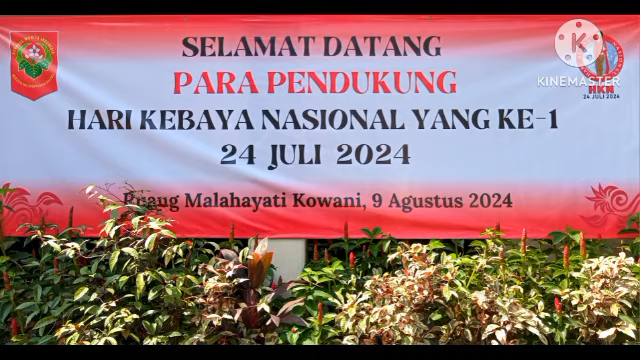 SELAMAT DATANG
PARA PENDUKUNG
HARI KEBAYA NASIONAL YANG KE-1
24 JULI 2024
Malahayati Kowani, 9 Agustus 2024
KINEMASTER
HKN
24 JULI 2024